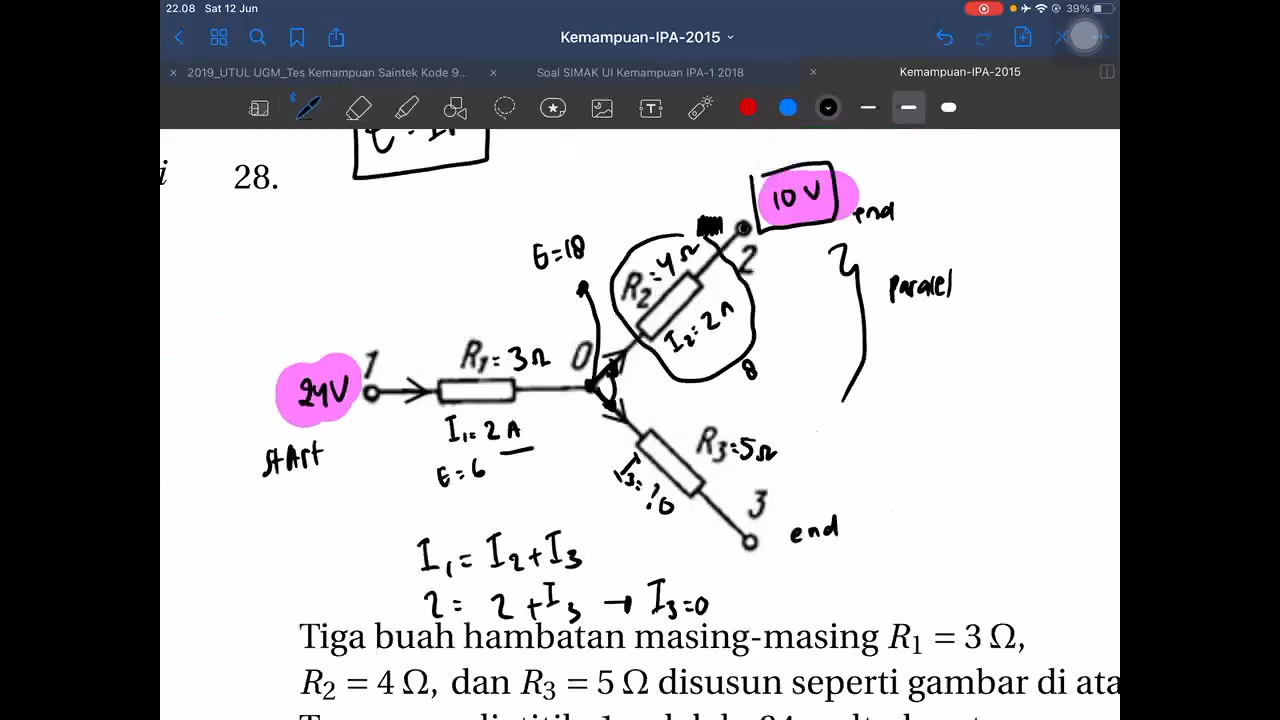 22.08 Sat 12 Jun
39%
Kemampuan-IPA-2015
2019_UTUL UGM_Tes Kemampuan Saintek Kode 9...
Soal SIMAK UI Kemampuan IPA-1 2018
Kemampuan-IPA-2015
i
28.
10 V
end
2
E=18
R2=4Ω
I2=2A
Paralel
24V
1
R1=3Ω
0
8
I1=2A
E=6
START
R3=5Ω
I3=?0
3
end
I1=I2+I3
2=2+I3→I3=0
Tiga buah hambatan masing-masing R1 = 3 Ω,
R2 = 4 Ω, dan R3 = 5 Ω disusun seperti gambar di ata